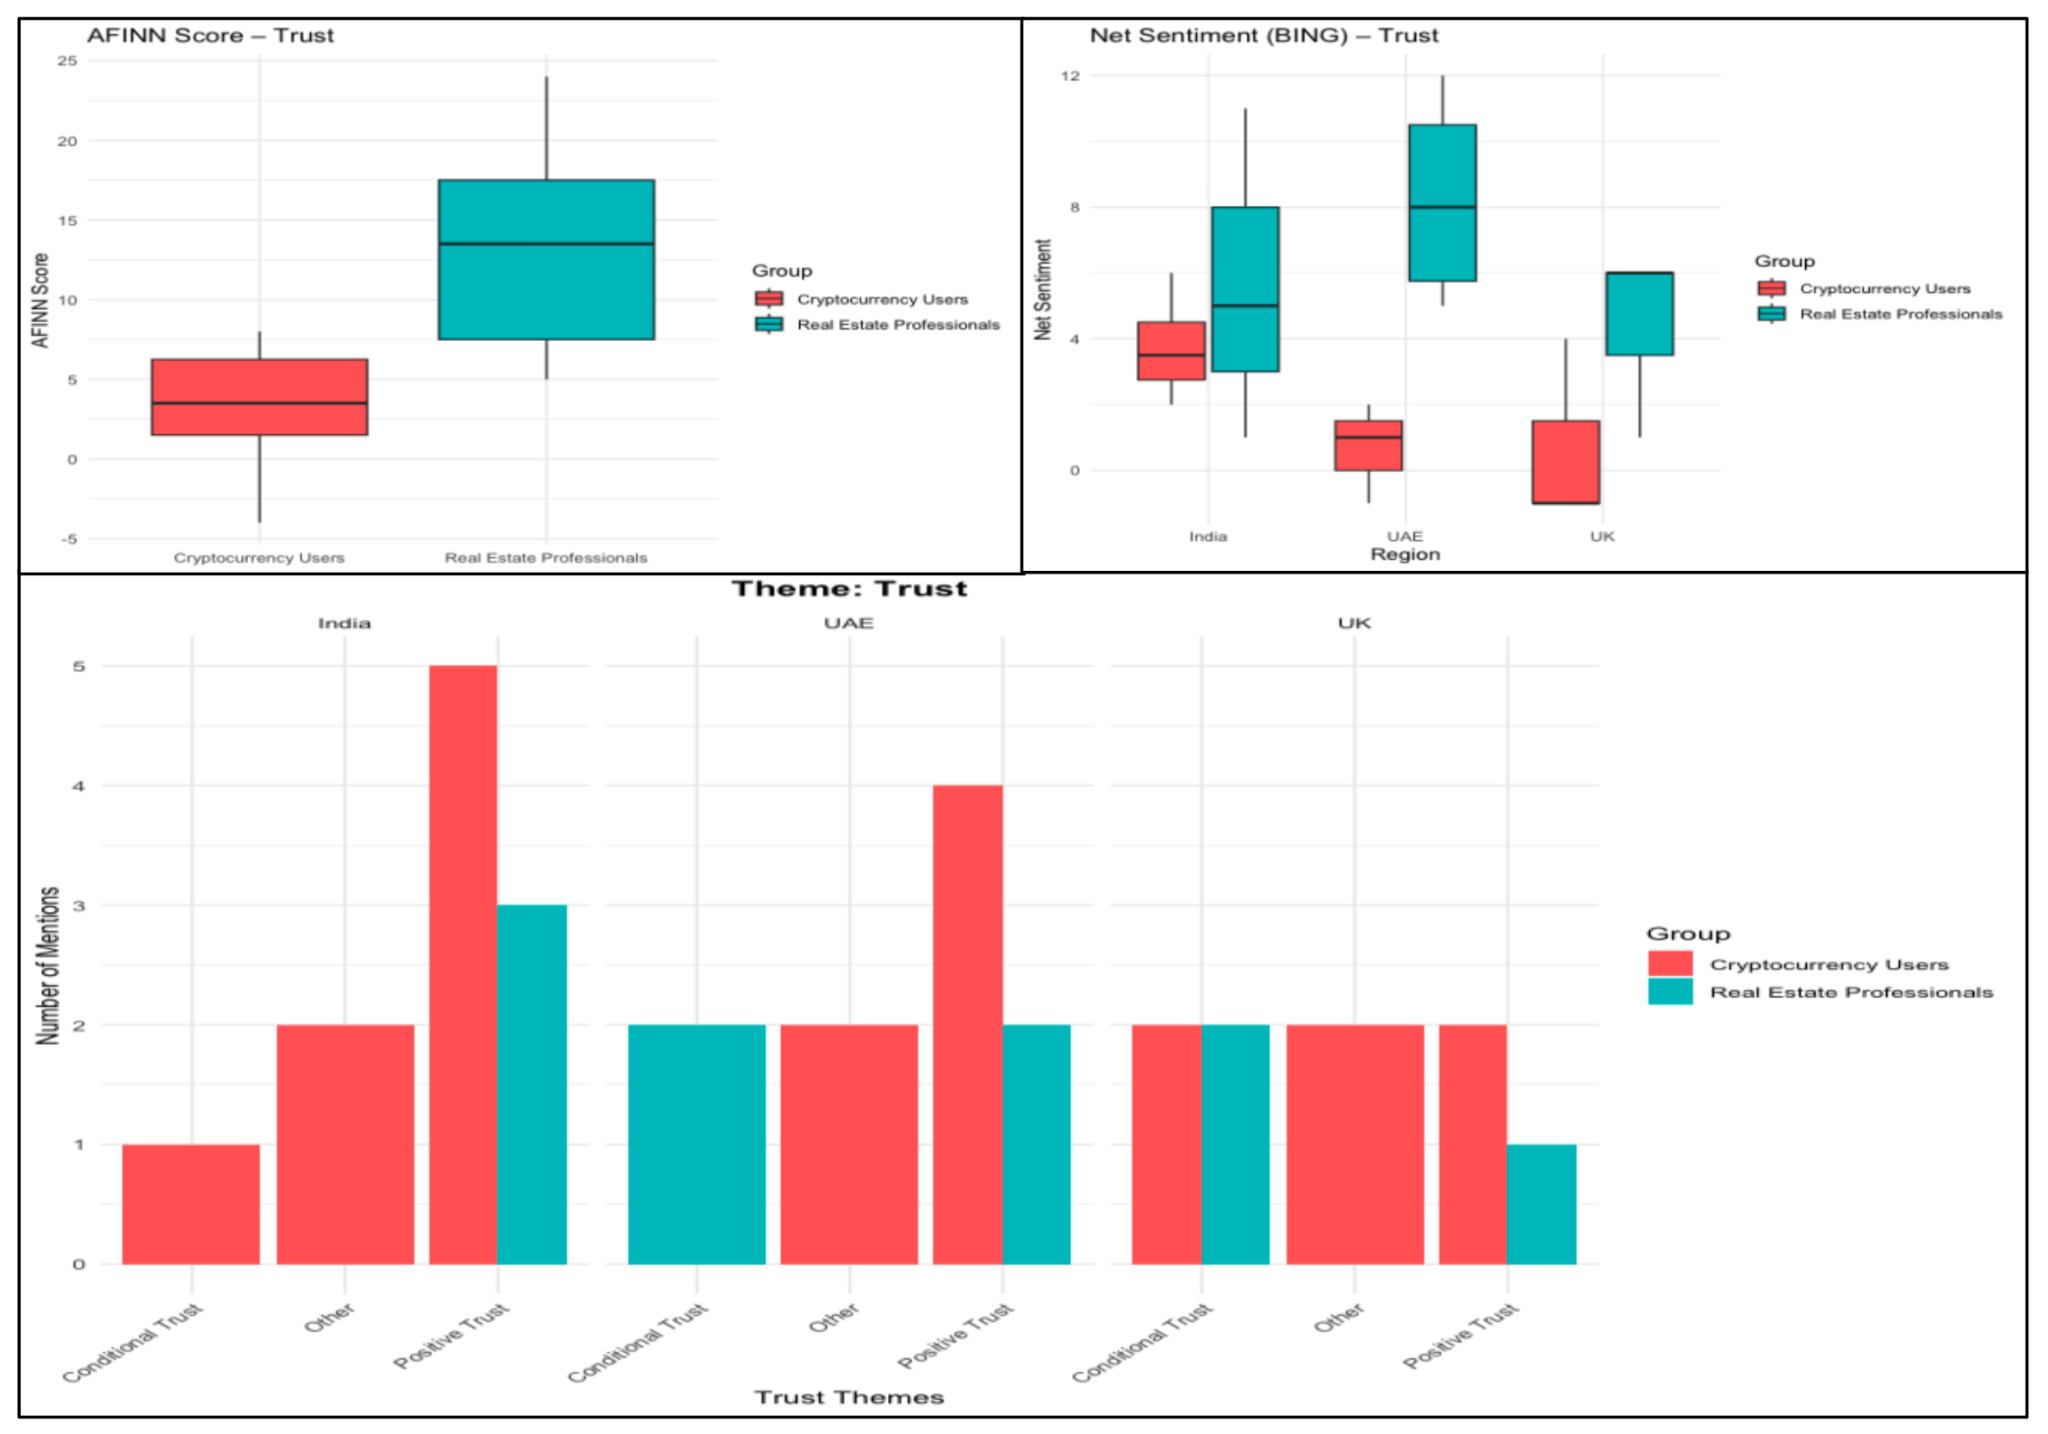 AFINN Score – Trust
25
20
15
10
5
0
-5
AFINN Score
Cryptocurrency Users
Real Estate Professionals
Group
Cryptocurrency Users
Real Estate Professionals
Net Sentiment (BING) – Trust
12
8
4
0
Net Sentiment
India
UAE
UK
Region
Group
Cryptocurrency Users
Real Estate Professionals
Theme: Trust
India
UAE
UK
5
4
3
2
1
0
Number of Mentions
Conditional Trust
Other
Positive Trust
Conditional Trust
Other
Positive Trust
Conditional Trust
Other
Positive Trust
Trust Themes
Group
Cryptocurrency Users
Real Estate Professionals